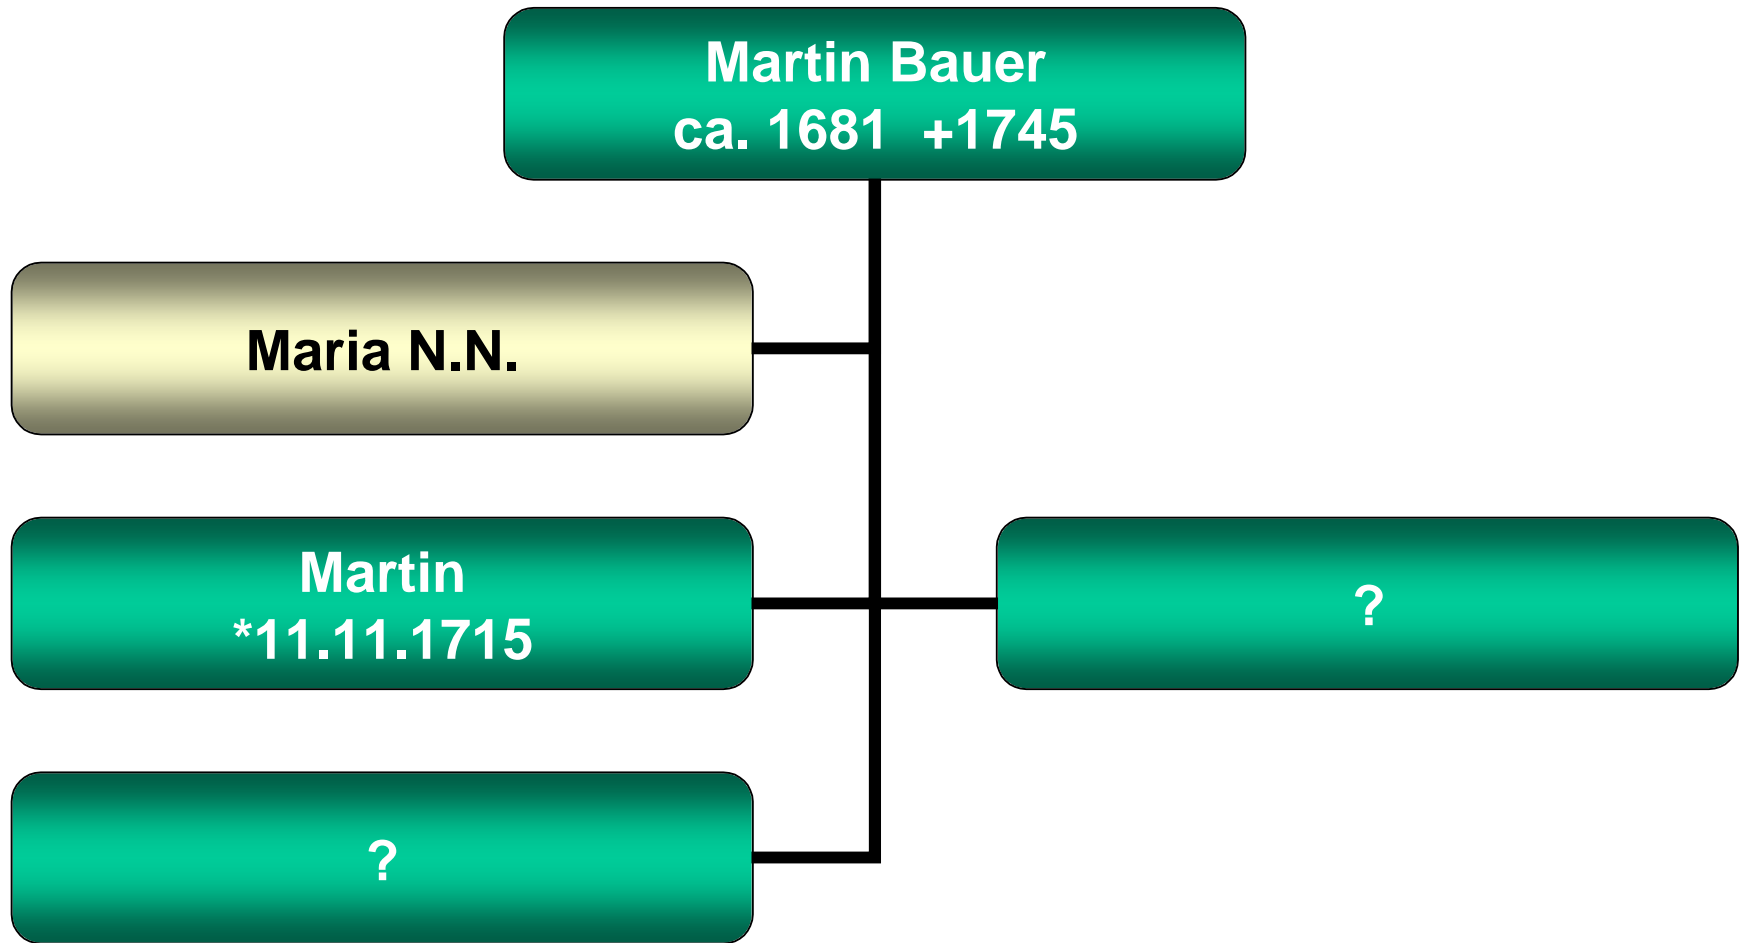 Martin Bauer
ca. 1681 +1745
Maria N.N.
Martin
*11.11.1715
?
?